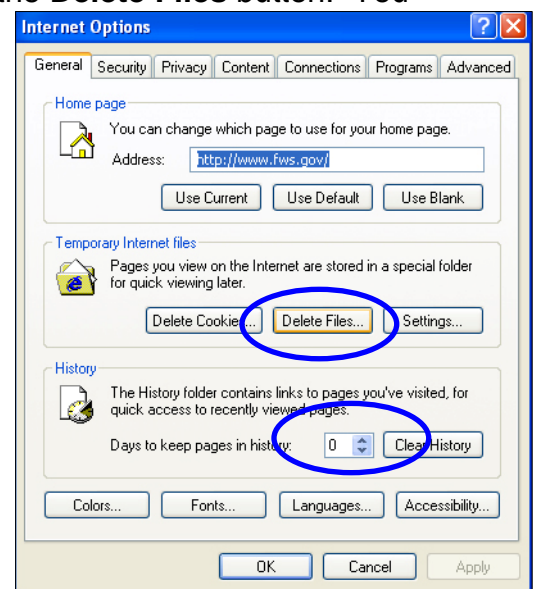 the Delete Files button. You
Internet Options
General Security Privacy Content Connections Programs Advanced
Home page
You can change which page to use for your home page.
Address: http://www.fws.gov/
Use Current Use Default Use Blank
Temporary Internet files
Pages you view on the Internet are stored in a special folder
for quick viewing later.
Delete Cookies... Delete Files... Settings...
History
The History folder contains links to pages you've visited, for
quick access to recently viewed pages.
Days to keep pages in history: 0 Clear History
Colors... Fonts... Languages... Accessibility...
OK Cancel Apply